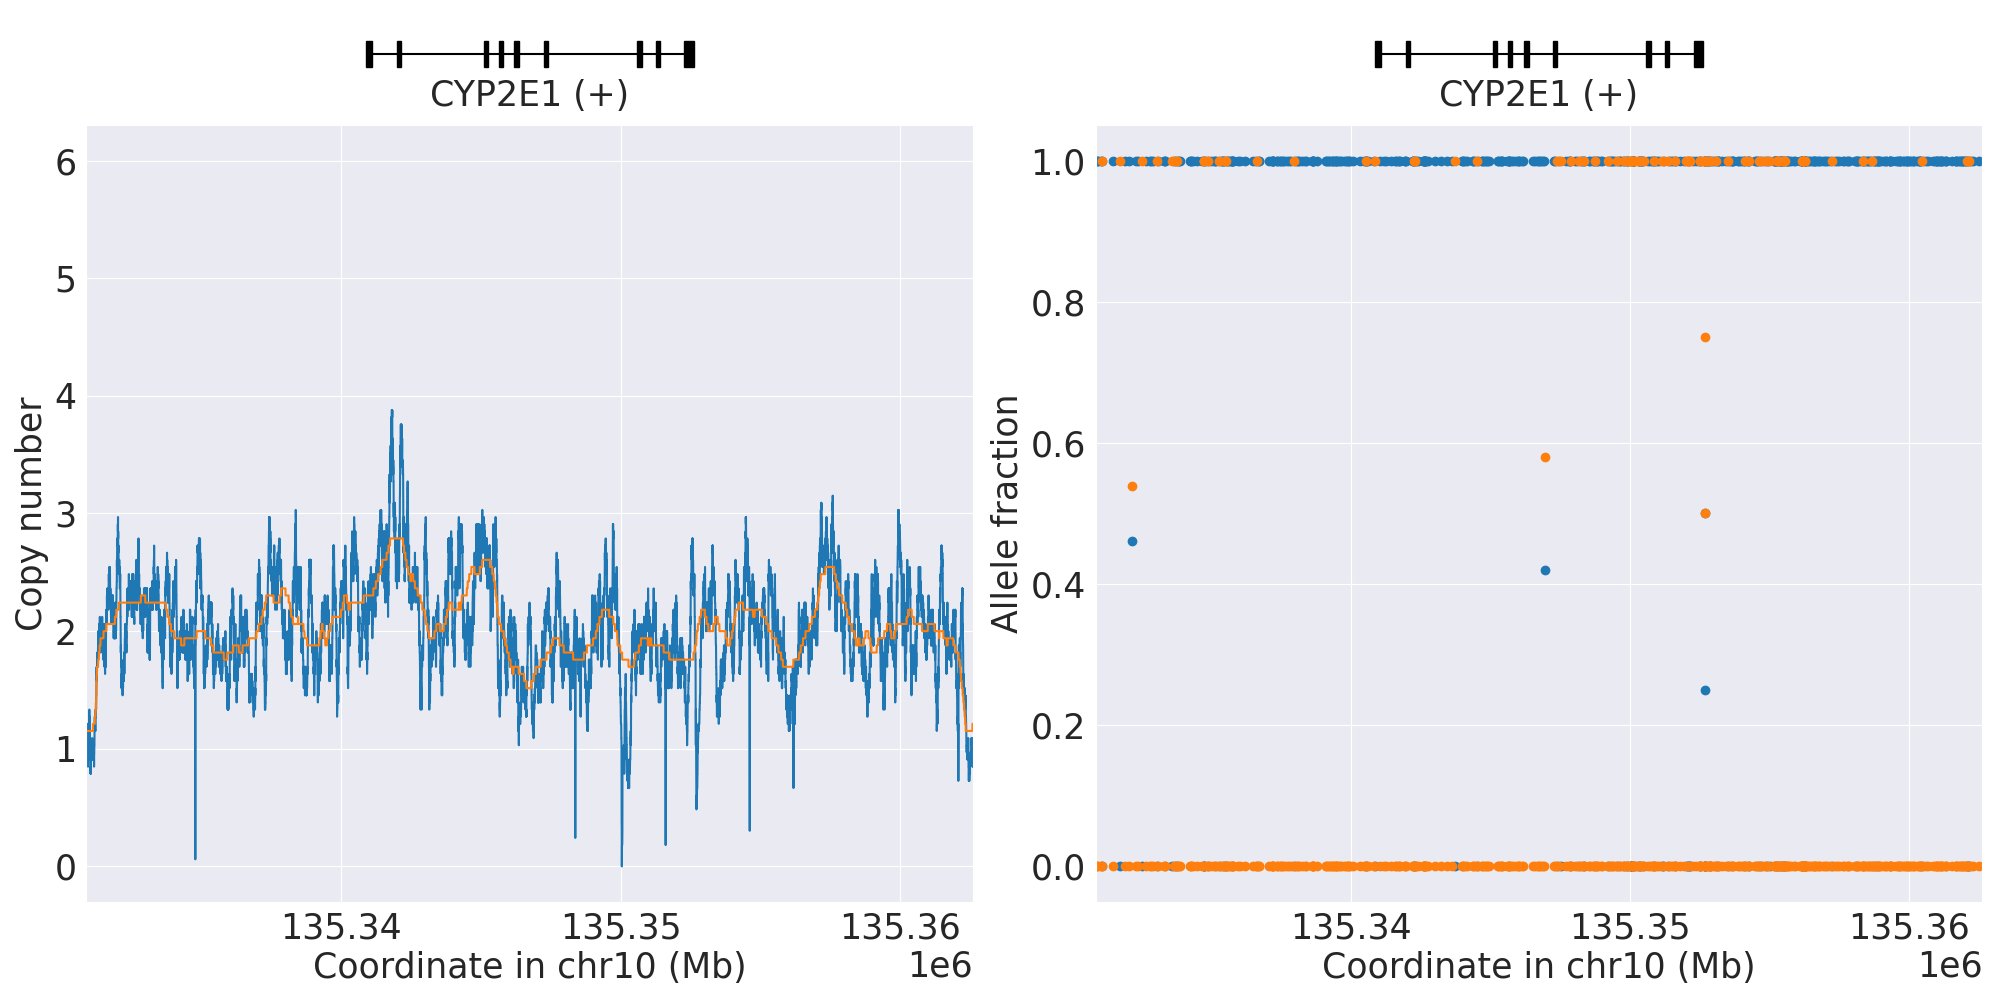 CYP2E1 (+)
6
5
4
3
2
1
0
Copy number
135.34
135.35
135.36
Coordinate in chr10 (Mb)
1e6
CYP2E1 (+)
1.0
0.8
0.6
0.4
0.2
0.0
Allele fraction
135.34
135.35
135.36
Coordinate in chr10 (Mb)
1e6